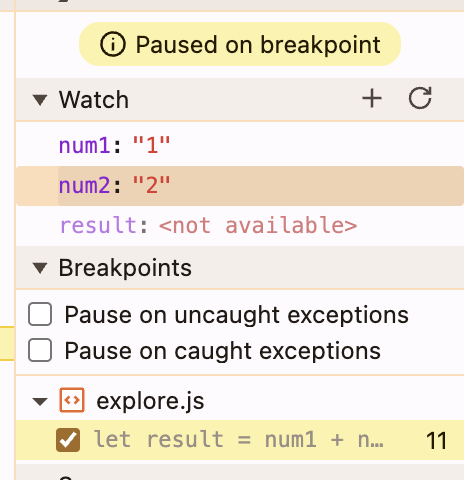 Paused on breakpoint
Watch
num1: "1"
num2: "2"
result: <not available>
Breakpoints
Pause on uncaught exceptions
Pause on caught exceptions
explore.js
let result = num1 + n… 11